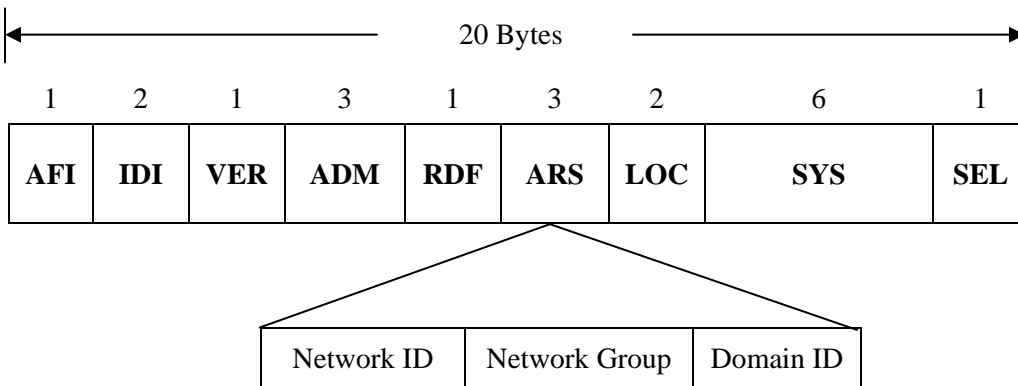 20 Bytes
1 2 1 3 1 3 2 6 1
AFI IDI VER ADM RDF ARS LOC SYS SEL
Network ID Network Group Domain ID